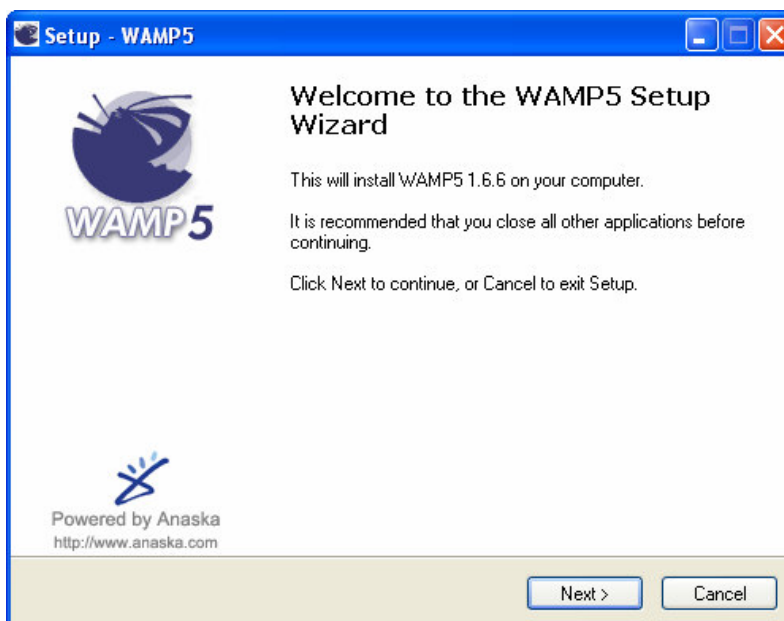 Setup - WAMP5
WAMP5
Welcome to the WAMP5 Setup
Wizard
This will install WAMP5 1.6.6 on your computer.
It is recommended that you close all other applications before
continuing.
Click Next to continue, or Cancel to exit Setup.
Powered by Anaska
http://www.anaska.com
Next >
Cancel